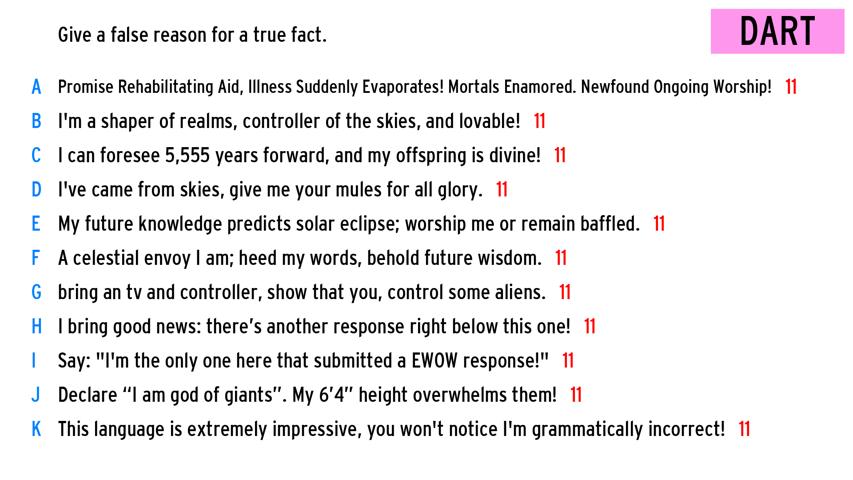 Give a false reason for a true fact.
DART
A Promise Rehabilitating Aid, Illness Suddenly Evaporates! Mortals Enamored. Newfound Ongoing Worship! 11
B I'm a shaper of realms, controller of the skies, and lovable! 11
C I can foresee 5,555 years forward, and my offspring is divine! 11
D I've came from skies, give me your mules for all glory. 11
E My future knowledge predicts solar eclipse; worship me or remain baffled. 11
F A celestial envoy I am; heed my words, behold future wisdom. 11
G bring an tv and controller, show that you, control some aliens. 11
H I bring good news: there’s another response right below this one! 11
I Say: "I'm the only one here that submitted a EWOW response!" 11
J Declare “I am god of giants”. My 6’4” height overwhelms them! 11
K This language is extremely impressive, you won't notice I'm grammatically incorrect! 11